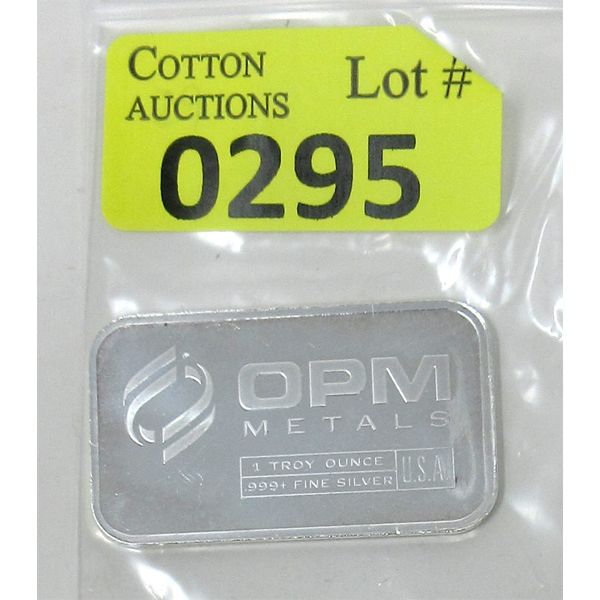 COTTON
AUCTIONS
Lot #
0295
OPM
METALS
1 TROY OUNCE
.999+ FINE SILVER
U.S.A.